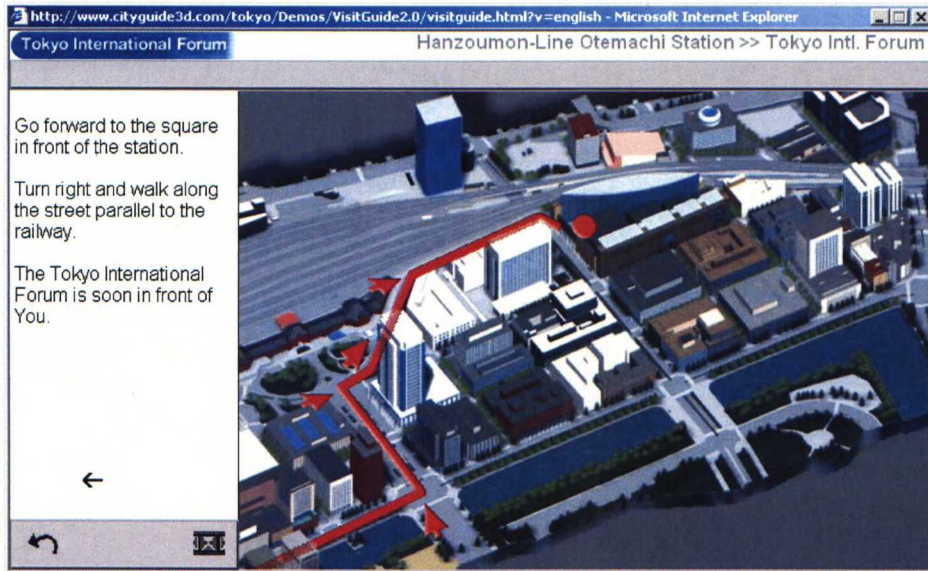 http://www.cityguide3d.com/tokyo/Demos/VisitGuide2.0/visitguide.html?v=english - Microsoft Internet Explorer
Tokyo International Forum
Hanzoumon-Line Otemachi Station >> Tokyo Intl. Forum
Go forward to the square
in front of the station.
Turn right and walk along
the street parallel to the
railway.
The Tokyo International
Forum is soon in front of
You.